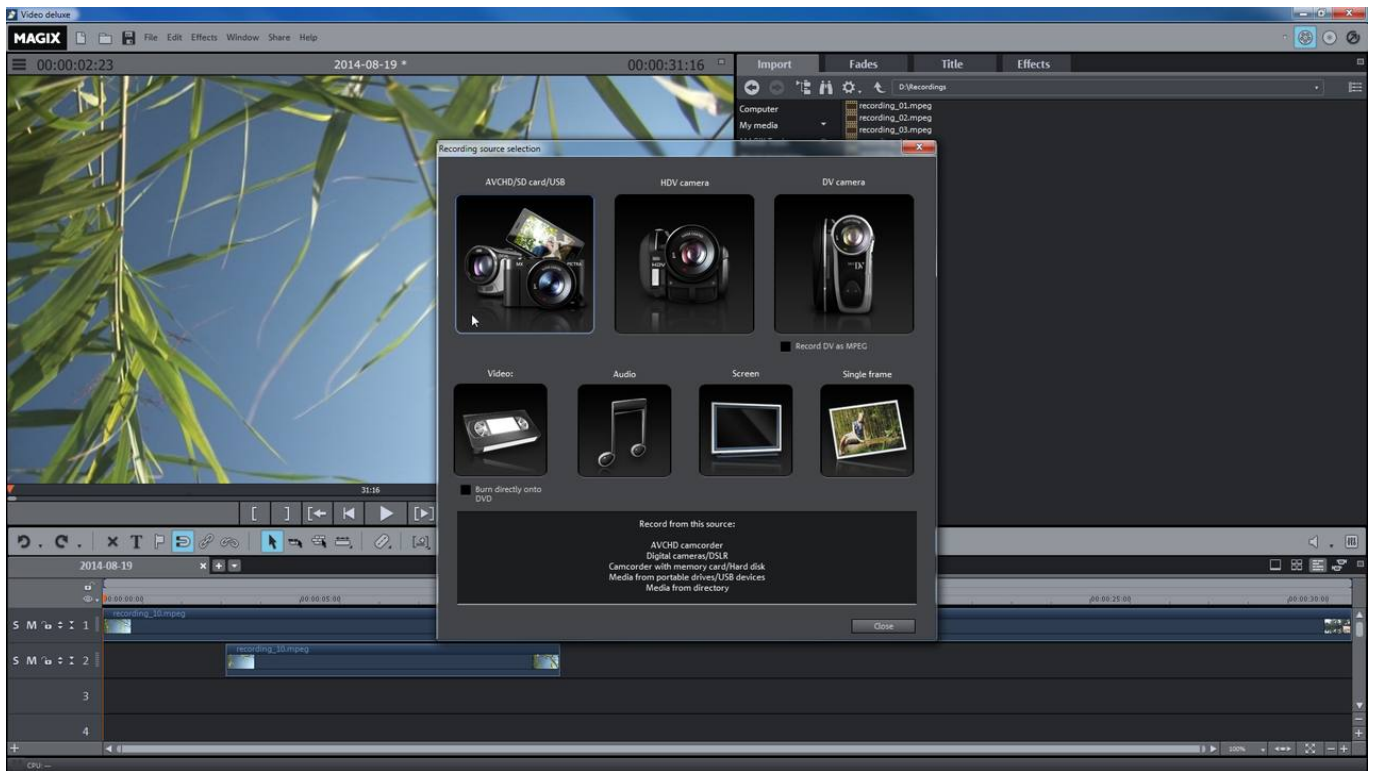 Video deluxe
MAGIX File Edit Effects Window Share Help
00:00:02:23 2014-08-19 * 00:00:31:16
Import Fades Title Effects
D:\Recordings
Computer
My media
recording_01.mpeg
recording_02.mpeg
recording_03.mpeg
Recording source selection
AVCHD/SD card/USB HDV camera DV camera
Record DV as MPEG
Video: Audio Screen Single frame
Burn directly onto
DVD
Record from this source:
AVCHD camcorder
Digital cameras/DSLR
Camcorder with memory card/Hard disk
Media from portable drives/USB devices
Media from directory
Close
31:16
2014-08-19
00:00:00:00 00:00:05:00 00:00:25:00 00:00:30:00
S M 1 recording_10.mpeg
S M 2 recording_10.mpeg
3
4
100%
CPU: —